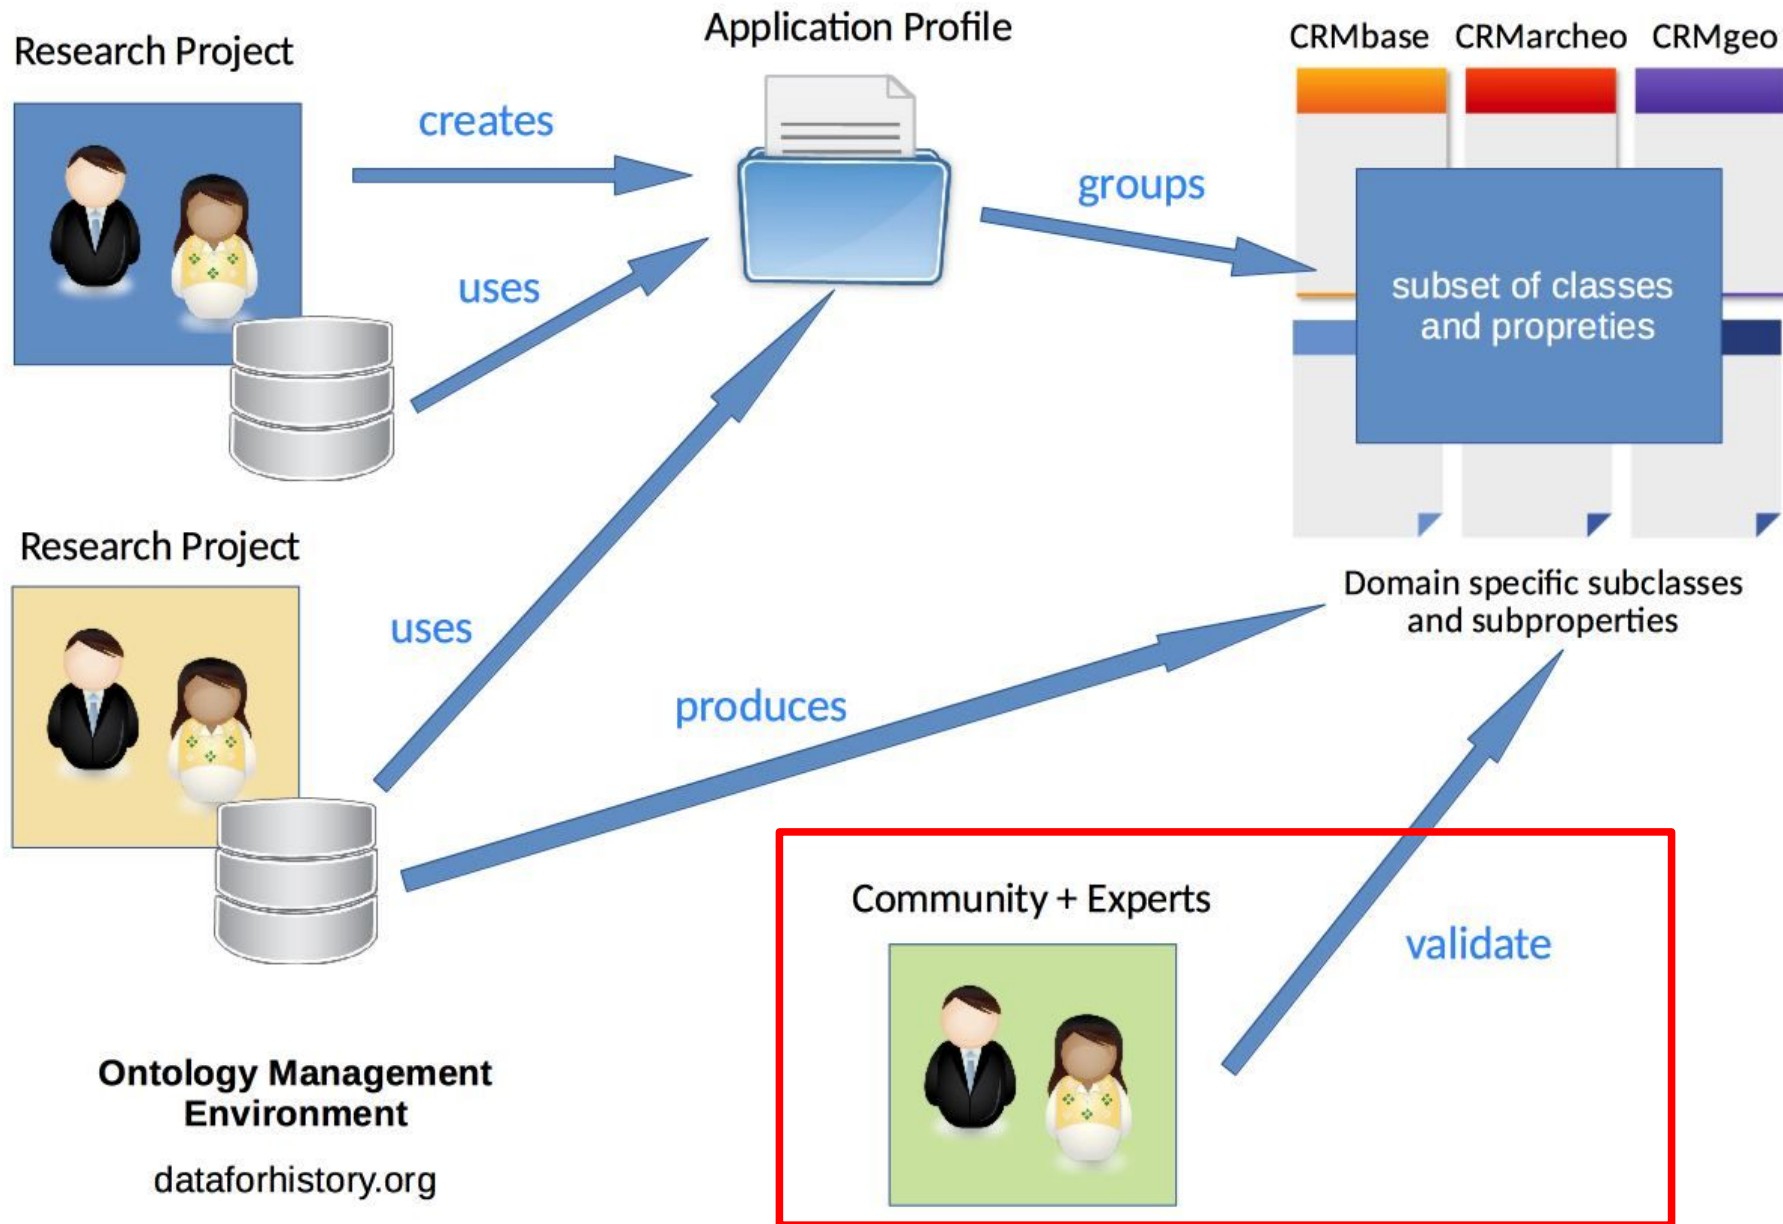 Research Project
Application Profile
CRMbase CRMarcheo CRMgeo
creates
groups
uses
subset of classes
and propreties
Research Project
Domain specific subclasses
and subproperties
uses
produces
Community + Experts
validate
Ontology Management
Environment
dataforhistory.org